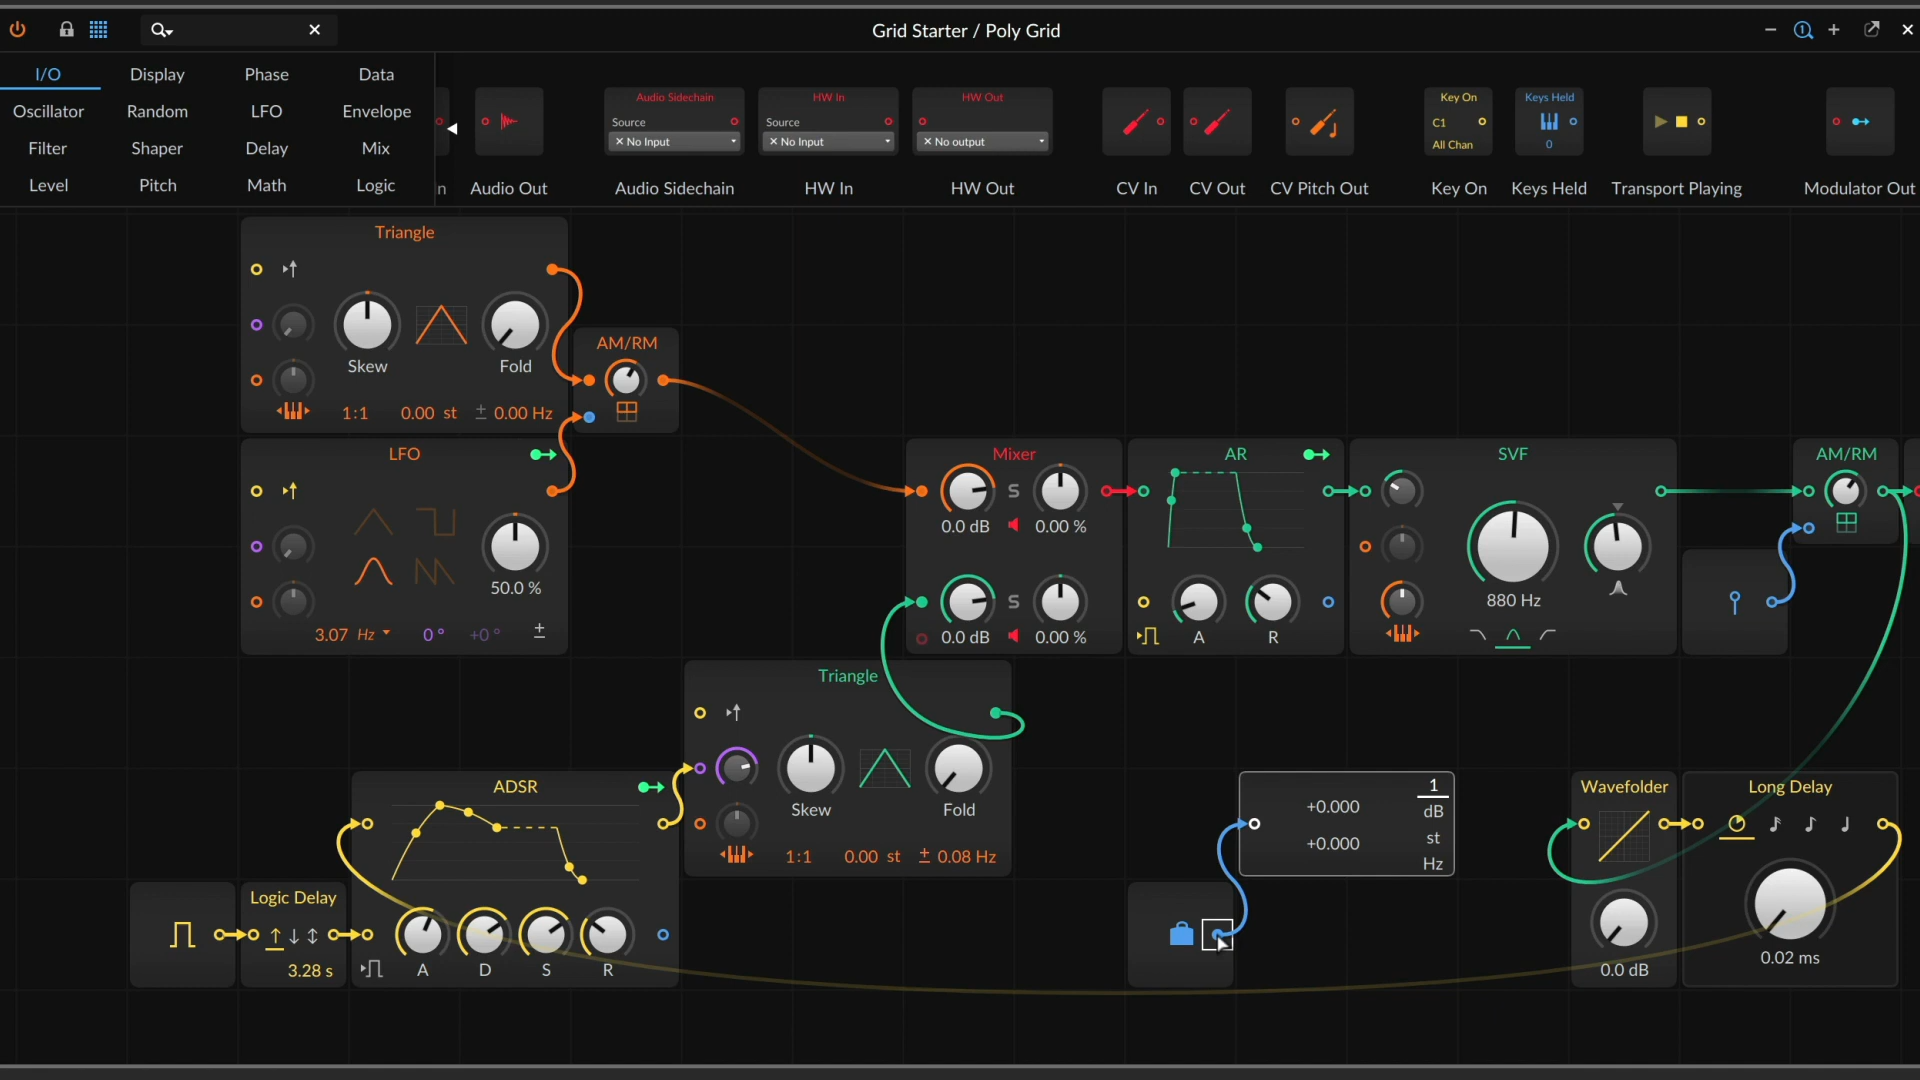 Grid Starter / Poly Grid
I/O Display Phase Data
Oscillator Random LFO Envelope
Filter Shaper Delay Mix
Level Pitch Math Logic
n
Audio Out
Audio Sidechain
Source
× No Input
Audio Sidechain
HW In
Source
× No Input
HW In
HW Out
× No output
HW Out
CV In
CV Out
CV Pitch Out
Key On
C1
All Chan
Key On
Keys Held
0
Keys Held
Transport Playing
Modulator Out
Triangle
Skew Fold
1:1 0.00 st ± 0.00 Hz
AM/RM
LFO
50.0 %
3.07 Hz 0° +0° ±
Mixer
S
0.0 dB 0.00 %
S
0.0 dB 0.00 %
AR
A R
SVF
880 Hz
AM/RM
Triangle
Skew Fold
1:1 0.00 st ± 0.08 Hz
ADSR
A D S R
Logic Delay
3.28 s
1
+0.000 dB
+0.000 st
Hz
Wavefolder
0.0 dB
Long Delay
0.02 ms